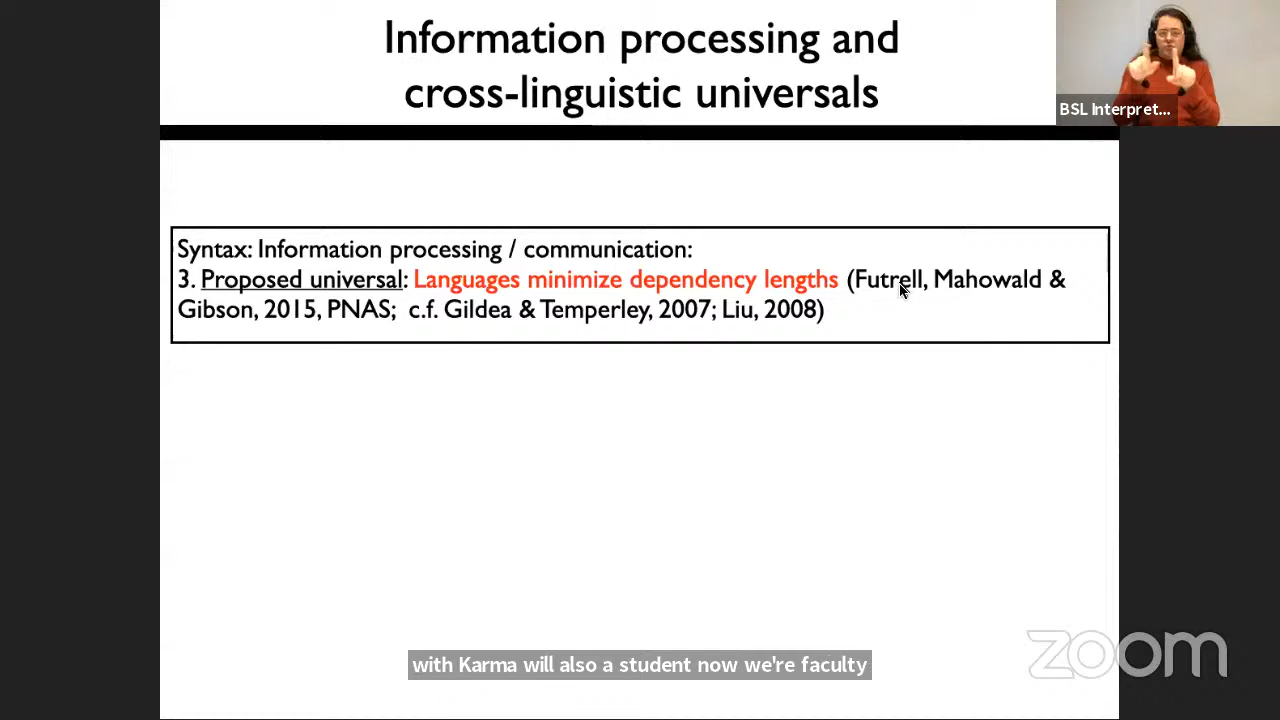 Information processing and
cross-linguistic universals
BSL Interpret...
Syntax: Information processing / communication:
3. Proposed universal: Languages minimize dependency lengths (Futrell, Mahowald &
Gibson, 2015, PNAS;  c.f. Gildea & Temperley, 2007; Liu, 2008)
with Karma will also a student now we're faculty
zoom